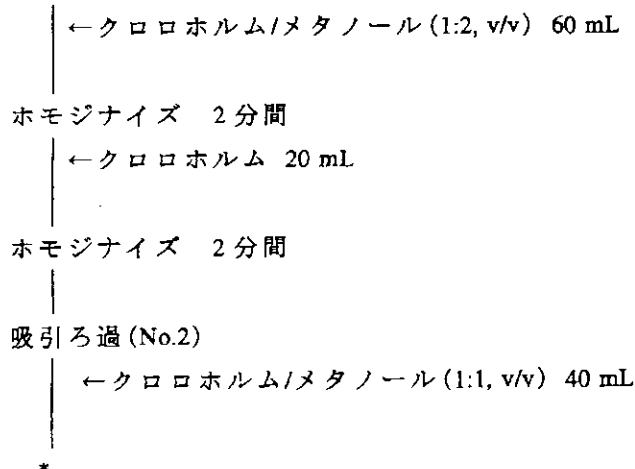 ←クロロホルム/メタノール(1:2, v/v) 60 mL
ホモジナイズ 2分間
←クロロホルム 20 mL
ホモジナイズ 2分間
吸引ろ過(No.2)
←クロロホルム/メタノール(1:1, v/v) 40 mL
*